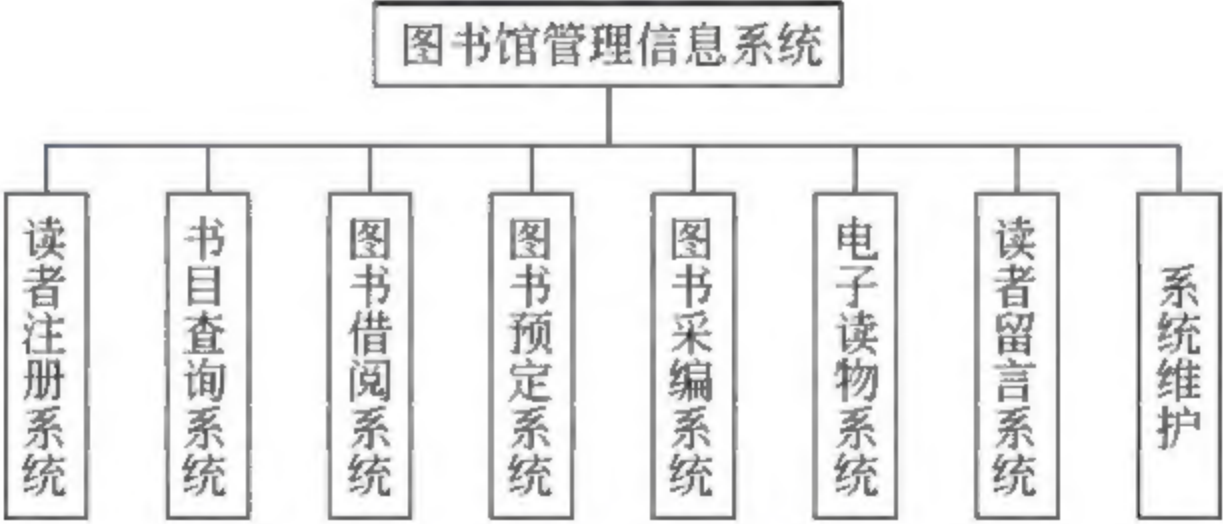 图书馆管理信息系统
读者注册系统
书目查询系统
图书借阅系统
图书预定系统
图书采编系统
电子读物系统
读者留言系统
系统维护